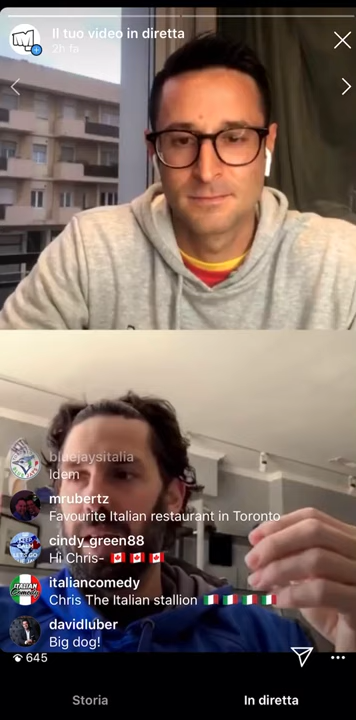 Il tuo video in diretta
2h fa
bluejaysitalia
Idem
mrubertz
Favourite Italian restaurant in Toronto
cindy_green88
Hi Chris- 🇨🇦 🇨🇦 🇨🇦
italiancomedy
Chris The Italian stallion 🇮🇹 🇮🇹 🇮🇹 🇮🇹
davidluber
Big dog!
645
Storia
In diretta